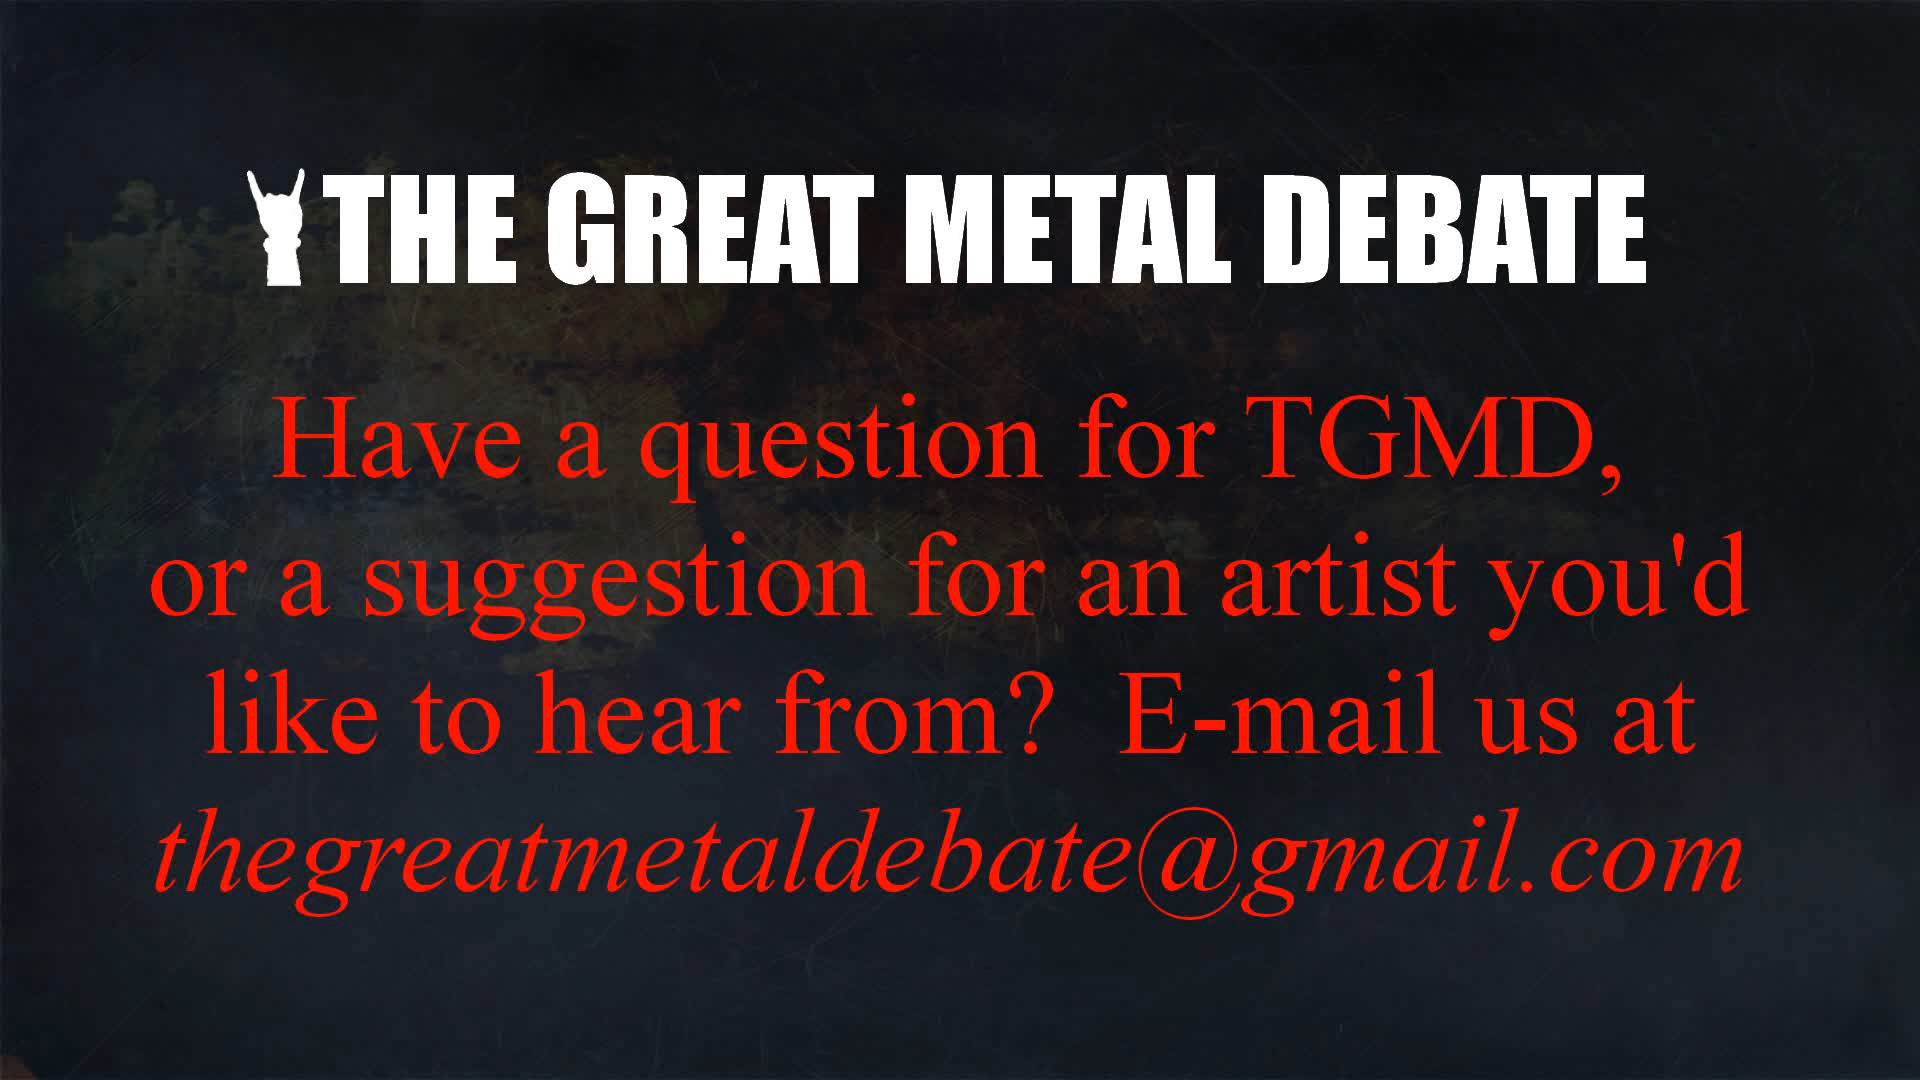 THE GREAT METAL DEBATE
Have a question for TGMD,
or a suggestion for an artist you'd
like to hear from?  E-mail us at
thegreatmetaldebate@gmail.com